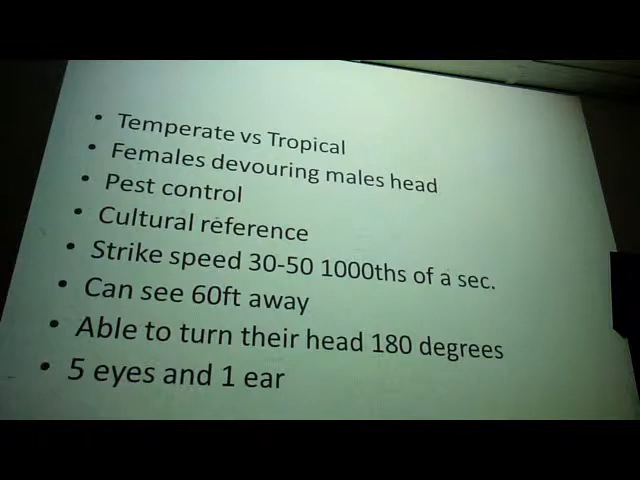 • Temperate vs Tropical
• Females devouring males head
• Pest control
• Cultural reference
• Strike speed 30-50 1000ths of a sec.
• Can see 60ft away
• Able to turn their head 180 degrees
• 5 eyes and 1 ear